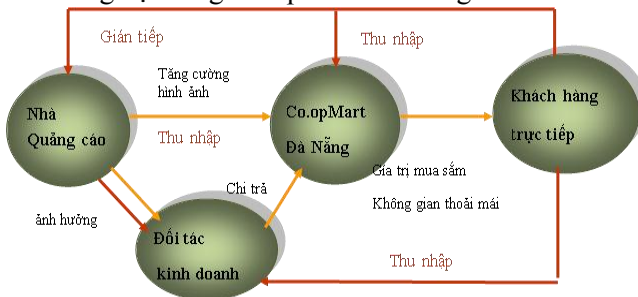 Gián tiếp
Thu nhập
Tăng cường
hình ảnh
Nhà
Quảng cáo
Thu nhập
Co.opMart
Đà Nẵng
Khách hàng
trực tiếp
Gía trị mua sắm
Không gian thoải mái
Chi trả
ảnh hưởng
Đối tác
kinh doanh
Thu nhập